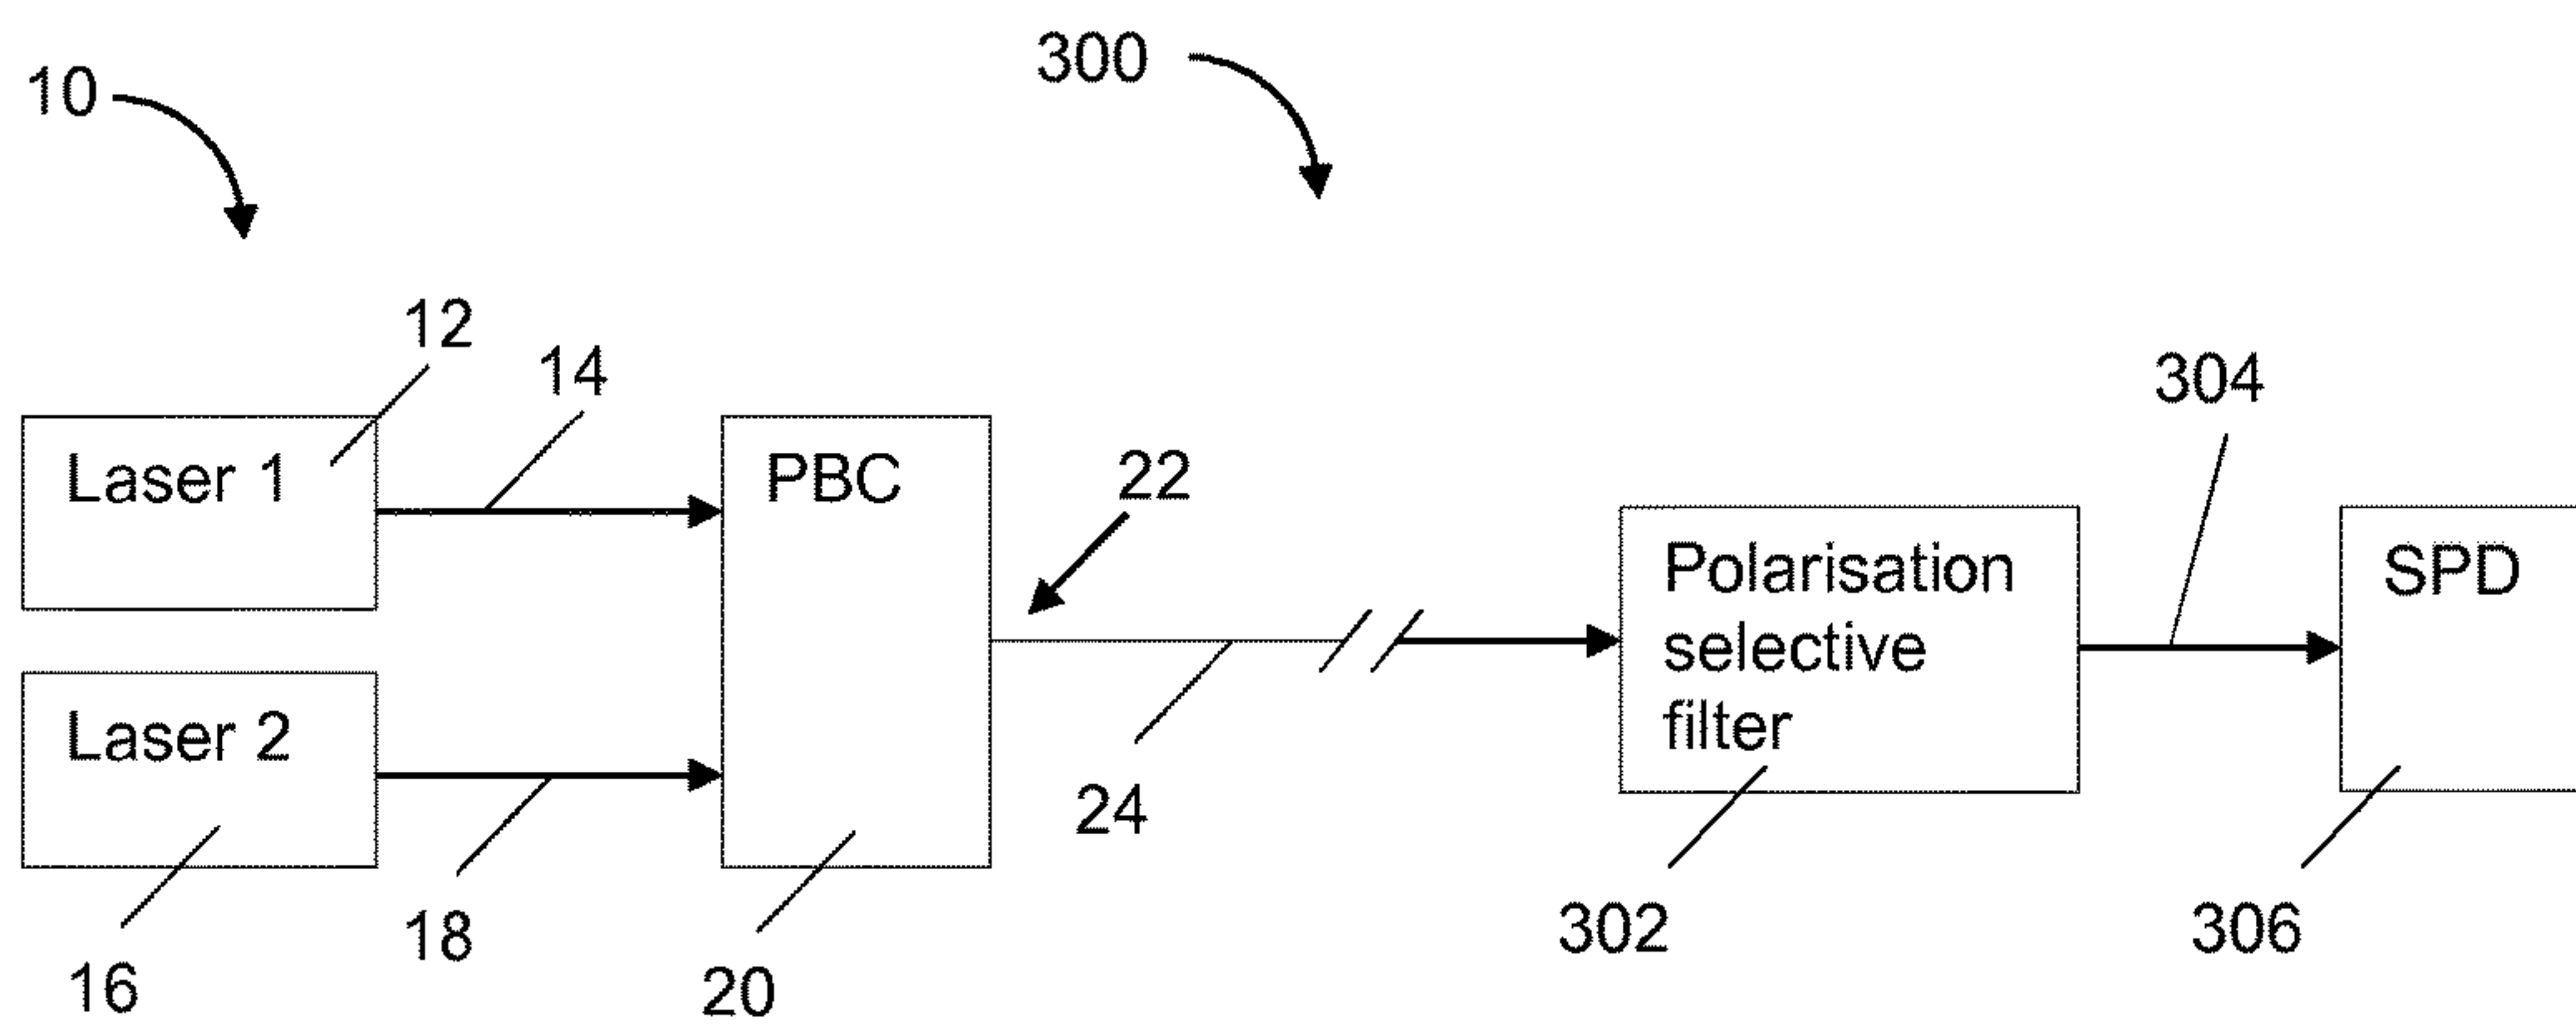 300
10
12
14
304
22
Laser 1
PBC
Polarisation
selective
filter
SPD
Laser 2
24
18
302
306
16
20